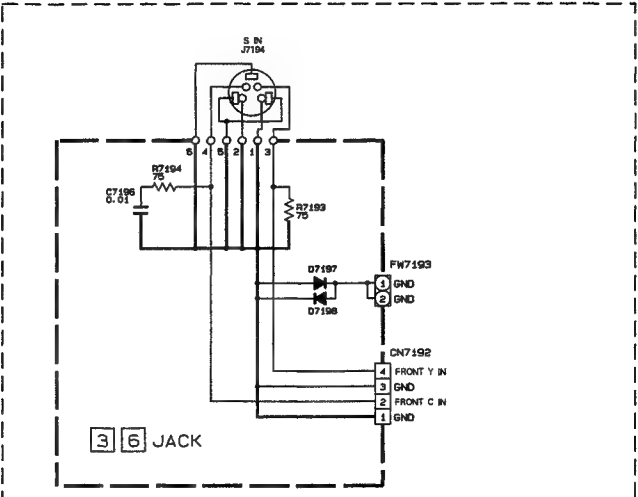 S IN
J7194
6 4 5 2 1 3
R7194
75
C7196
0.01
R7193
75
D7197
D7198
FW7193
1 GND
2 GND
CN7192
4 FRONT Y IN
3 GND
2 FRONT C IN
1 GND
3 6 JACK